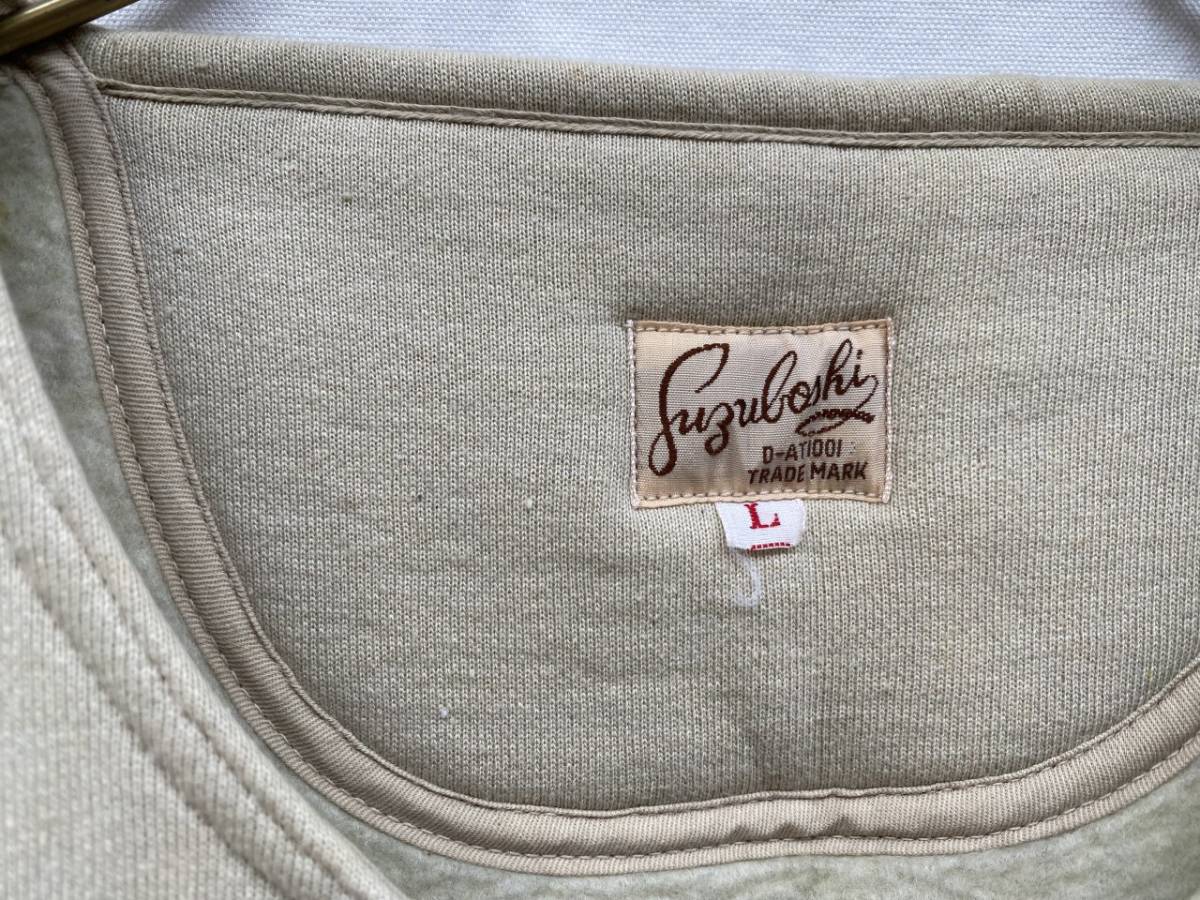 Suzuboshi
D-AT1001
TRADE MARK
L